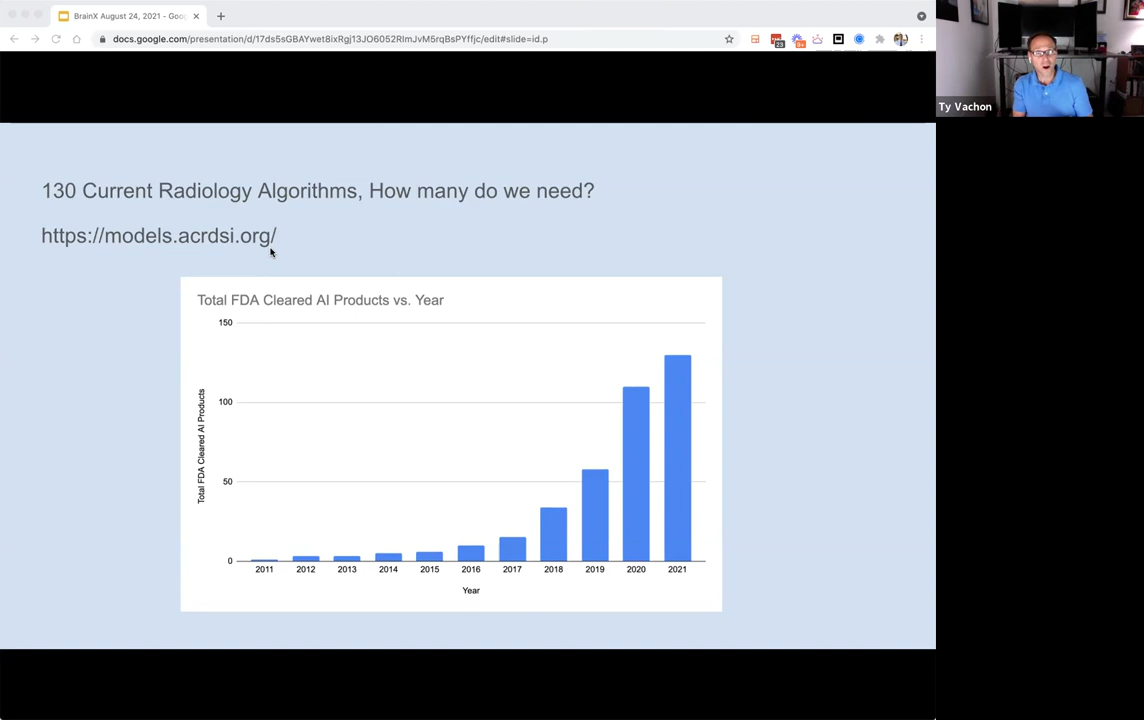 BrainX August 24, 2021 - Goo
docs.google.com/presentation/d/17ds5sGBAYwet8ixRgj13JO6052RlmJvM5rqBsPYffjc/edit#slide=id.p
23
Ty Vachon
130 Current Radiology Algorithms, How many do we need?
https://models.acrdsi.org/
Total FDA Cleared AI Products vs. Year
150
100
50
0
Total FDA Cleared AI Products
2011 2012 2013 2014 2015 2016 2017 2018 2019 2020 2021
Year